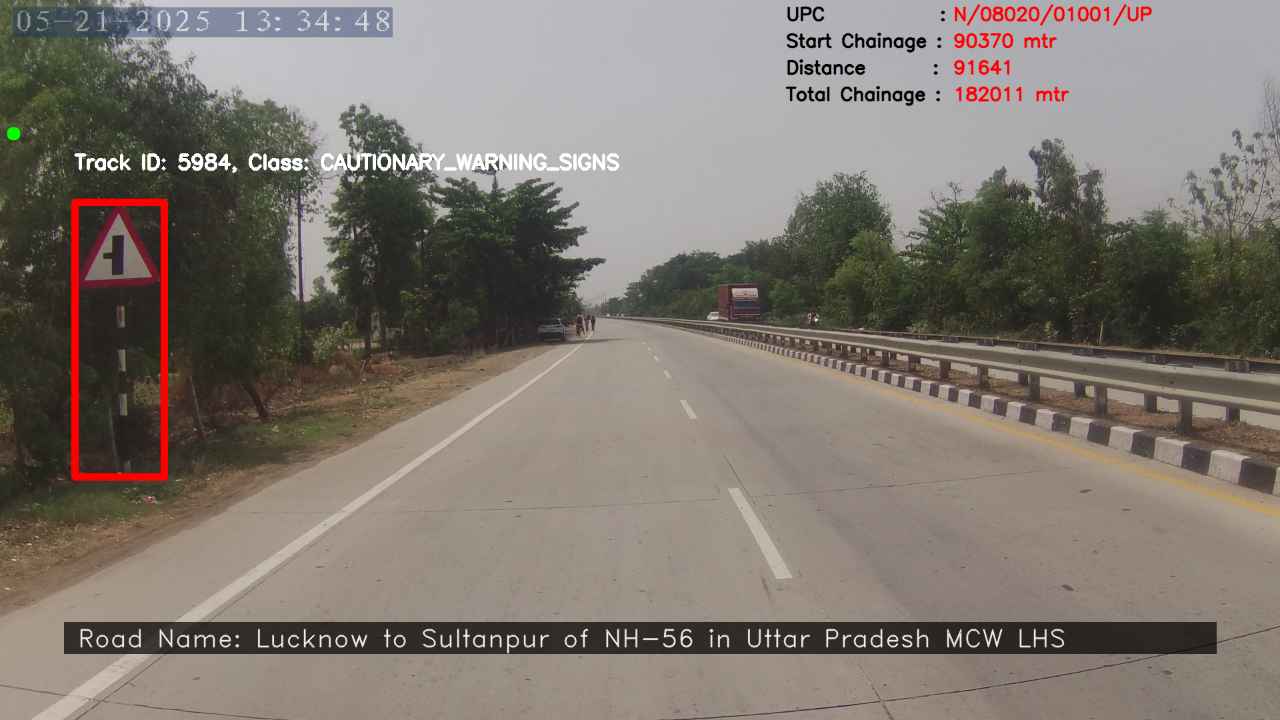 05-21-2025 13:34:48
UPC : N/08020/01001/UP
Start Chainage : 90370 mtr
Distance : 91641
Total Chainage : 182011 mtr
Track ID: 5984, Class: CAUTIONARY_WARNING_SIGNS
Road Name: Lucknow to Sultanpur of NH-56 in Uttar Pradesh MCW LHS